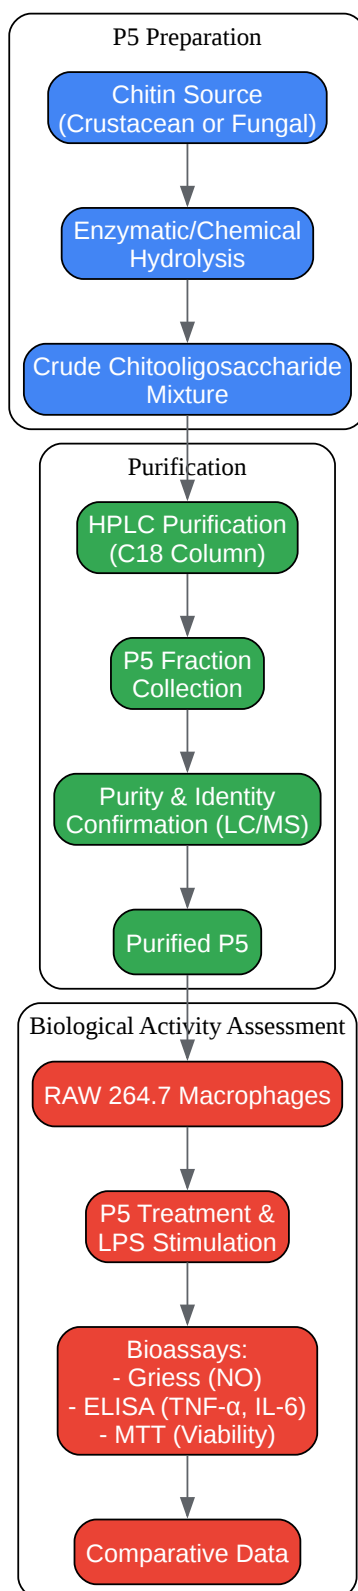 P5 Preparation
Chitin Source
(Crustacean or Fungal)
Enzymatic/Chemical
Hydrolysis
Crude Chitooligosaccharide
Mixture
Purification
HPLC Purification
(C18 Column)
P5 Fraction
Collection
Purity & Identity
Confirmation (LC/MS)
Purified P5
Biological Activity Assessment
RAW 264.7 Macrophages
P5 Treatment &
LPS Stimulation
Bioassays:
- Griess (NO)
- ELISA (TNF-α, IL-6)
- MTT (Viability)
Comparative Data